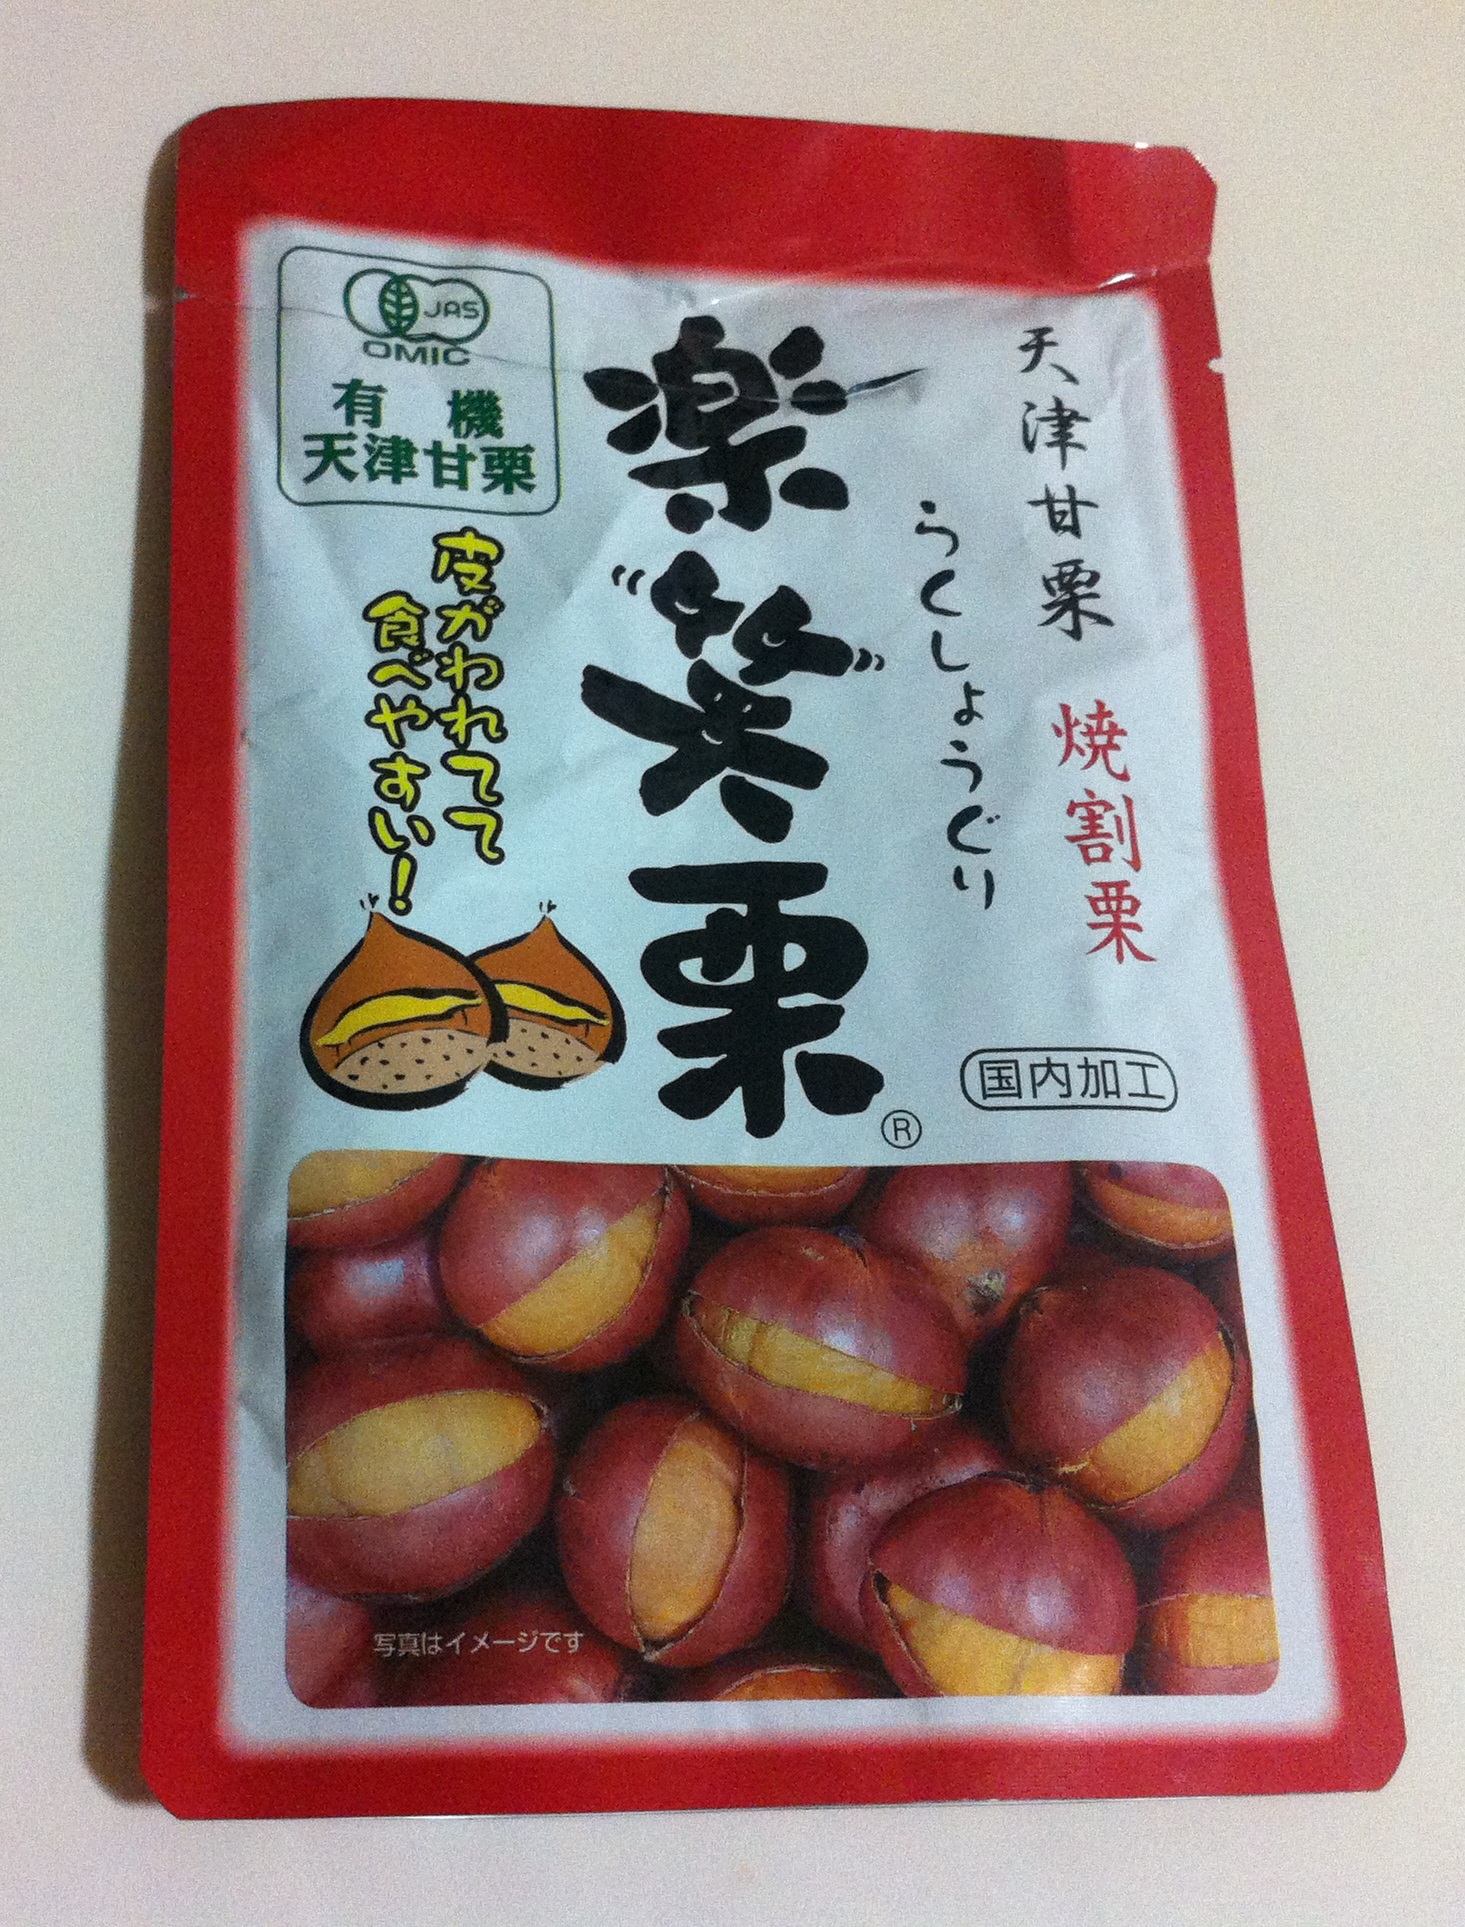 JAS
OMIC
有 機
天津甘栗
天津甘栗 焼割栗
らくしょうぐり
楽笑栗
®
皮がわれてて
食べやすい!
国内加工
写真はイメージです